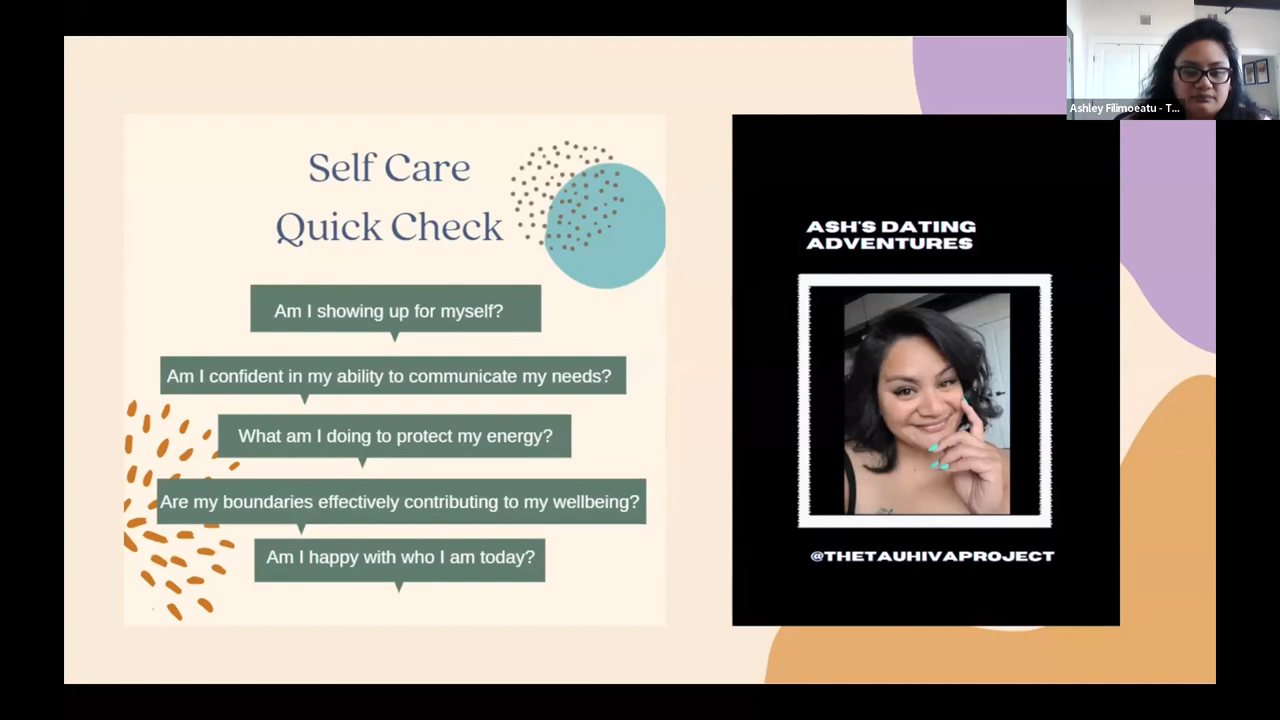 Self Care
Quick Check
Am I showing up for myself?
Am I confident in my ability to communicate my needs?
What am I doing to protect my energy?
Are my boundaries effectively contributing to my wellbeing?
Am I happy with who I am today?
ASH'S DATING
ADVENTURES
@THETAUHIVAPROJECT
Ashley Filimoeatu - T...